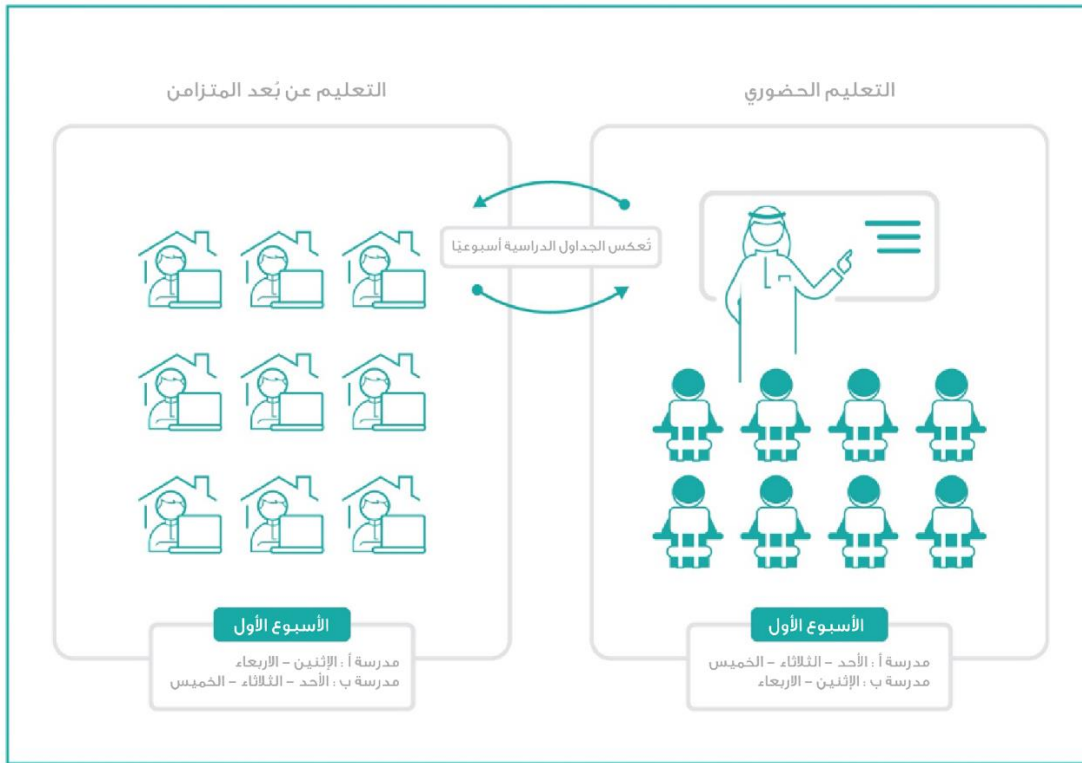 التعليم الحضوري
التعليم عن بُعد المتزامن
تُعكس الجداول الدراسية أسبوعيًا
الأسبوع الأول
مدرسة أ : الأحد – الثلاثاء – الخميس
مدرسة ب : الإثنين – الاربعاء
الأسبوع الأول
مدرسة أ : الإثنين – الاربعاء
مدرسة ب : الأحد – الثلاثاء – الخميس